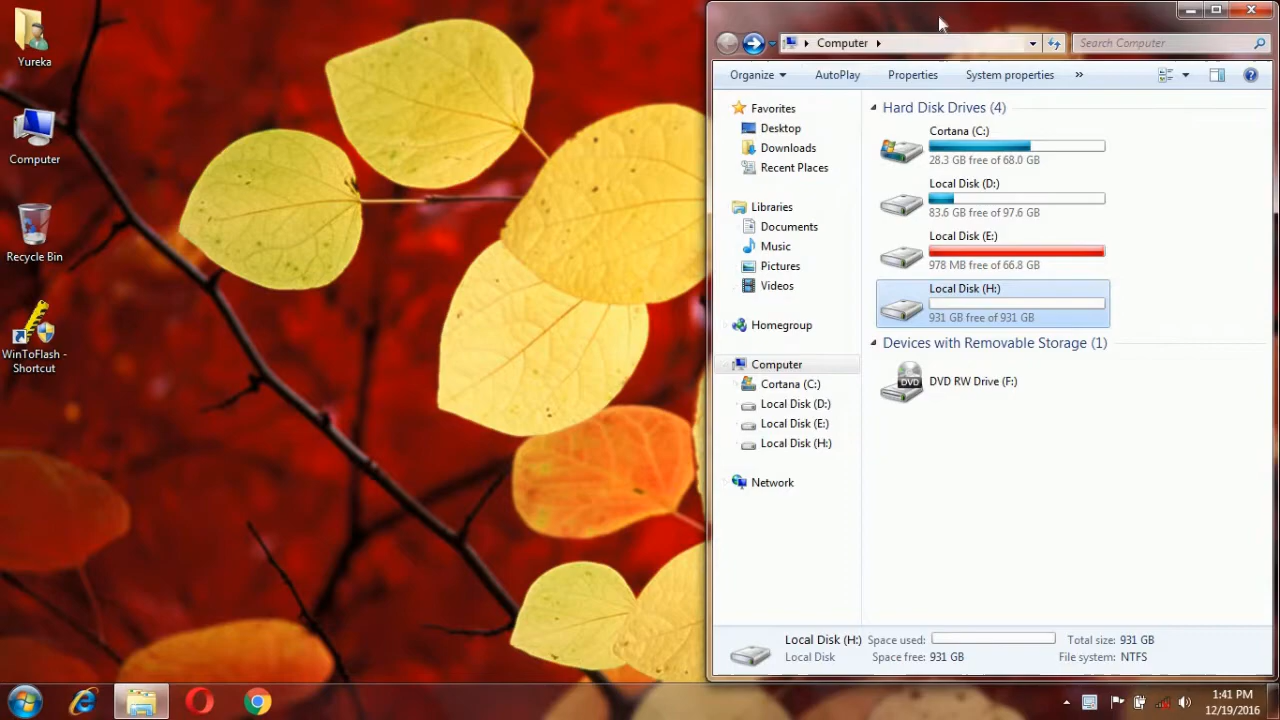 Yureka
Computer
Recycle Bin
WinToFlash -
Shortcut
Computer
Search Computer
Organize
AutoPlay
Properties
System properties
»
Favorites
Desktop
Downloads
Recent Places
Libraries
Documents
Music
Pictures
Videos
Homegroup
Computer
Cortana (C:)
Local Disk (D:)
Local Disk (E:)
Local Disk (H:)
Network
Hard Disk Drives (4)
Cortana (C:)
28.3 GB free of 68.0 GB
Local Disk (D:)
83.6 GB free of 97.6 GB
Local Disk (E:)
978 MB free of 66.8 GB
Local Disk (H:)
931 GB free of 931 GB
Devices with Removable Storage (1)
DVD
DVD RW Drive (F:)
Local Disk (H:) Space used: Total size: 931 GB
Local Disk Space free: 931 GB File system: NTFS
1:41 PM
12/19/2016